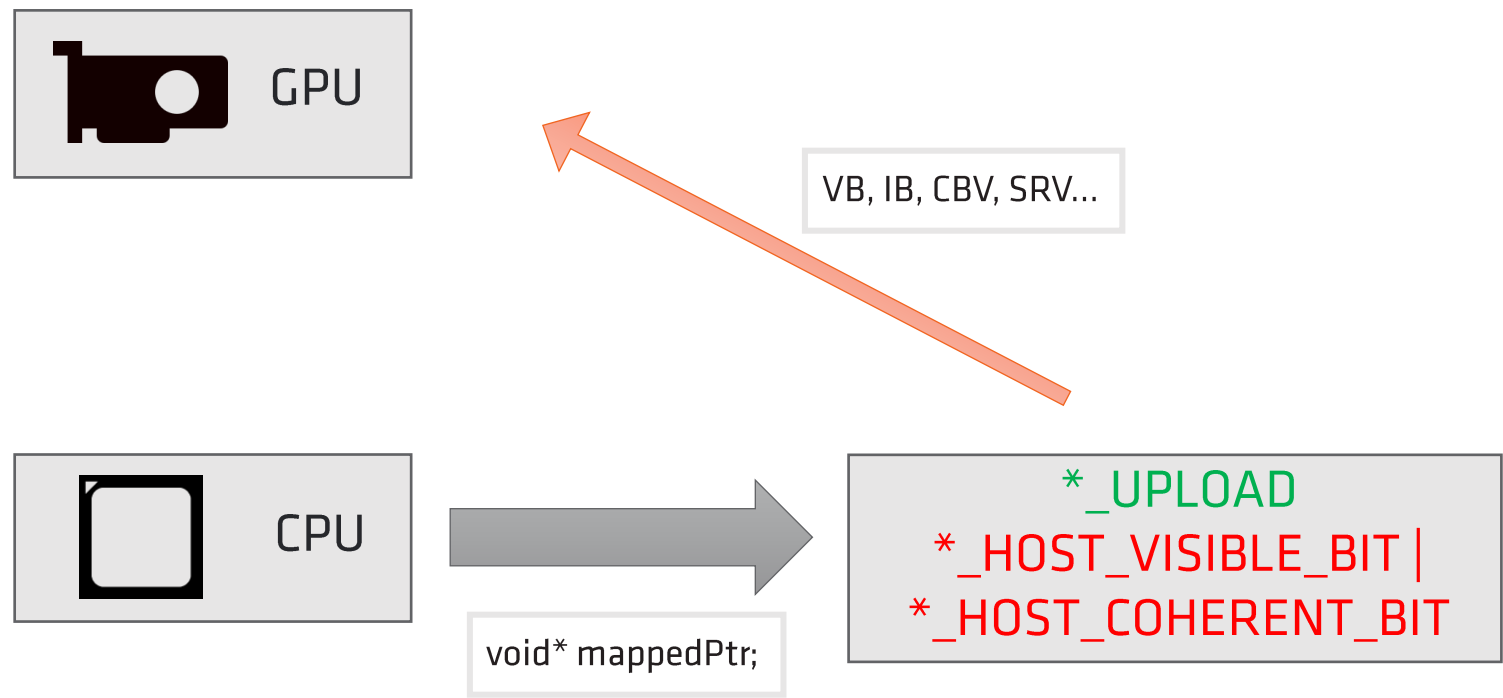 GPU
VB, IB, CBV, SRV...
CPU
void* mappedPtr;
*_UPLOAD
*_HOST_VISIBLE_BIT |
*_HOST_COHERENT_BIT